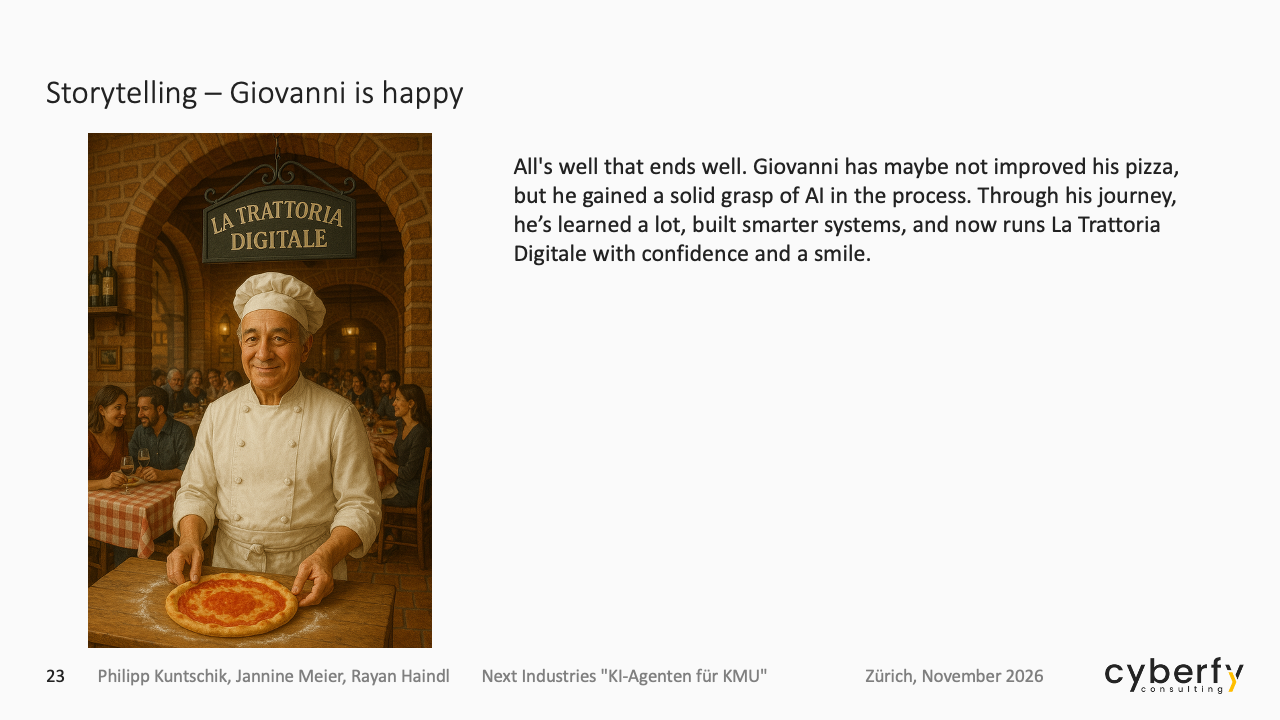 Storytelling – Giovanni is happy
LA TRATTORIA
DIGITALE
All's well that ends well. Giovanni has maybe not improved his pizza,
but he gained a solid grasp of AI in the process. Through his journey,
he’s learned a lot, built smarter systems, and now runs La Trattoria
Digitale with confidence and a smile.
23 Philipp Kuntschik, Jannine Meier, Rayan Haindl Next Industries "KI-Agenten für KMU" Zürich, November 2026
cyberfy
consulting